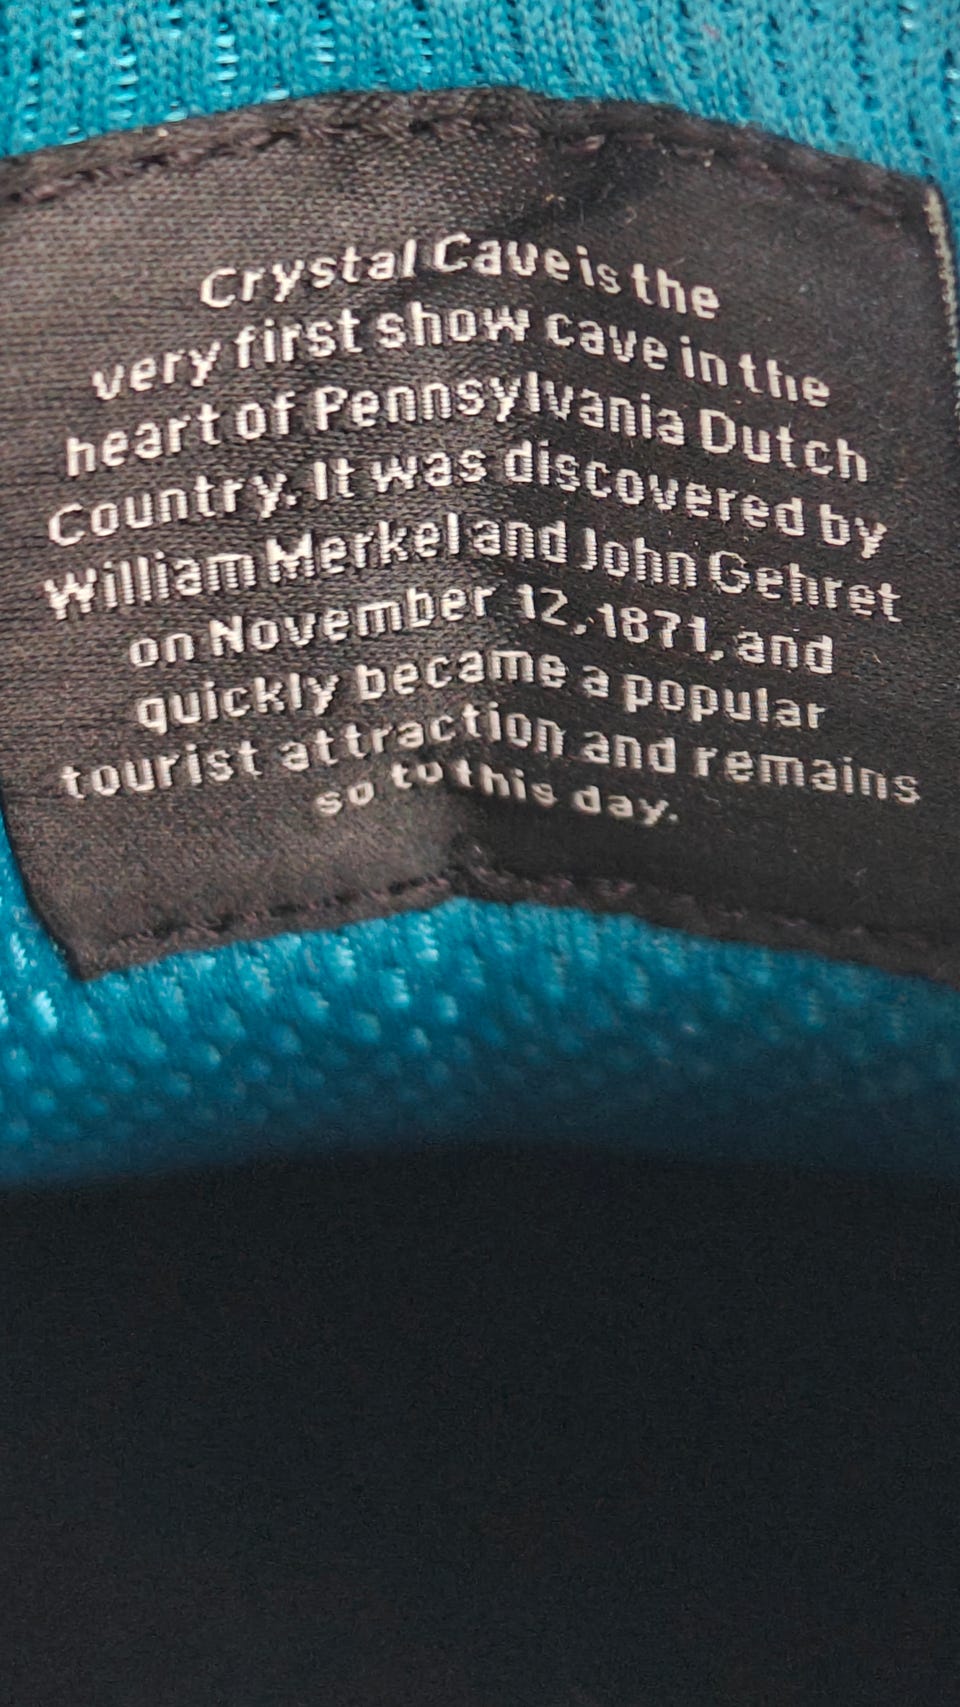 Crystal Cave is the
very first show cave in the
heart of Pennsylvania Dutch
Country. It was discovered by
William Merkel and John Gehret
on November 12, 1871, and
quickly became a popular
tourist attraction and remains
so to this day.